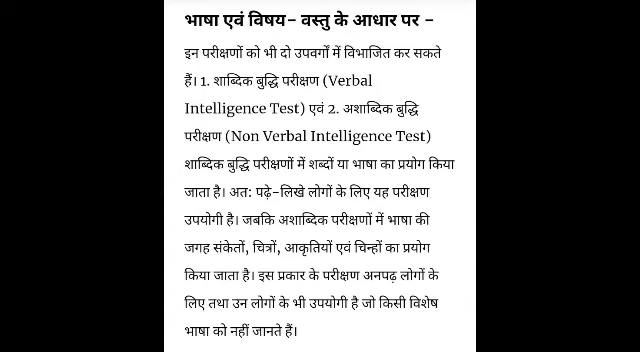 भाषा एवं विषय- वस्तु के आधार पर -
इन परीक्षणों को भी दो उपवर्गों में विभाजित कर सकते
हैं। 1. शाब्दिक बुद्धि परीक्षण (Verbal
Intelligence Test) एवं 2. अशाब्दिक बुद्धि
परीक्षण (Non Verbal Intelligence Test)
शाब्दिक बुद्धि परीक्षणों में शब्दों या भाषा का प्रयोग किया
जाता है। अत: पढ़े-लिखे लोगों के लिए यह परीक्षण
उपयोगी है। जबकि अशाब्दिक परीक्षणों में भाषा की
जगह संकेतों, चित्रों, आकृतियों एवं चिन्हों का प्रयोग
किया जाता है। इस प्रकार के परीक्षण अनपढ़ लोगों के
लिए तथा उन लोगों के भी उपयोगी है जो किसी विशेष
भाषा को नहीं जानते हैं।